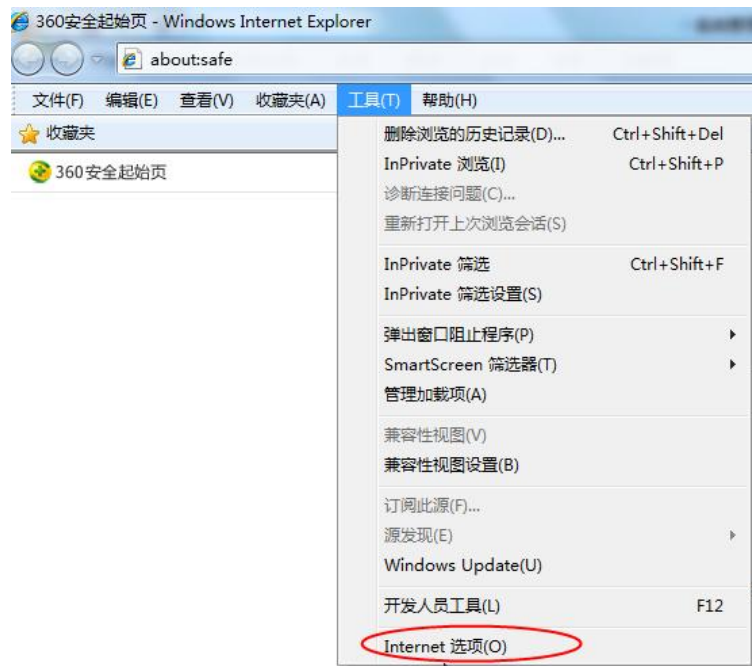 360安全起始页 - Windows Internet Explorer
about:safe
文件(F) 编辑(E) 查看(V) 收藏夹(A) 工具(T) 帮助(H)
收藏夹
360安全起始页
删除浏览的历史记录(D)... Ctrl+Shift+Del
InPrivate 浏览(I) Ctrl+Shift+P
诊断连接问题(C)...
重新打开上次浏览会话(S)
InPrivate 筛选 Ctrl+Shift+F
InPrivate 筛选设置(S)
弹出窗口阻止程序(P)
SmartScreen 筛选器(T)
管理加载项(A)
兼容性视图(V)
兼容性视图设置(B)
订阅此源(F)...
源发现(E)
Windows Update(U)
开发人员工具(L) F12
Internet 选项(O)